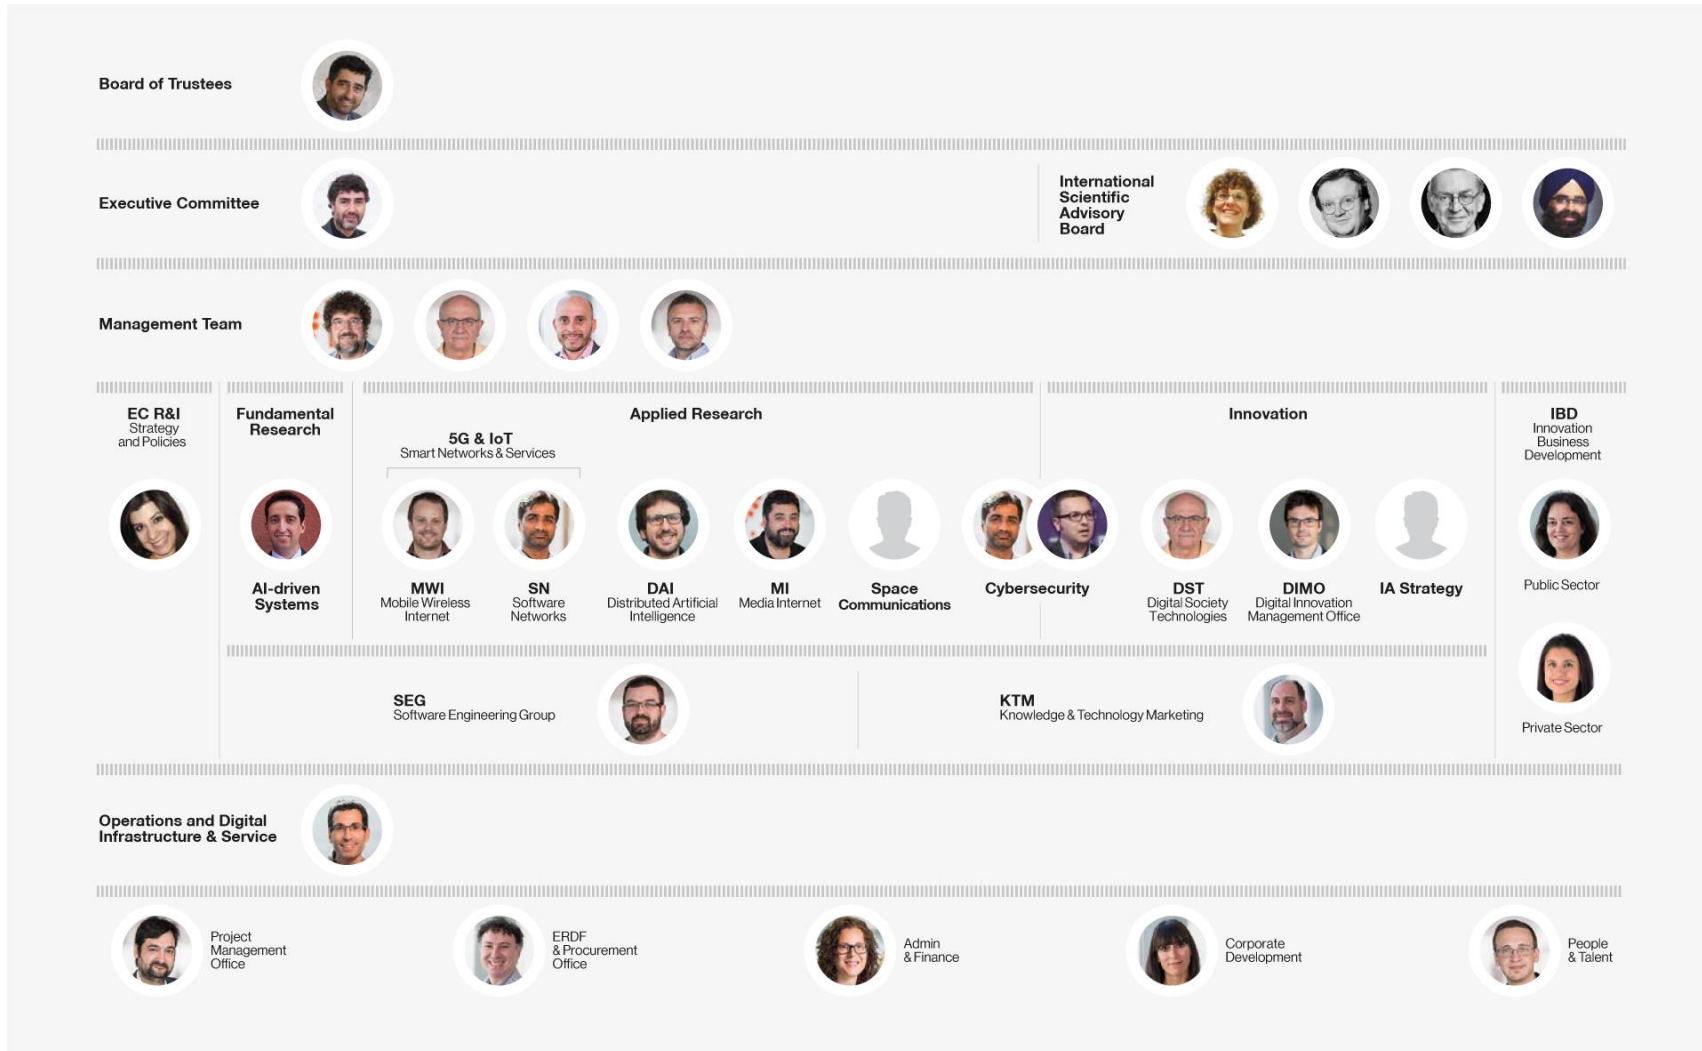 Board of Trustees
Executive Committee
International
Scientific
Advisory
Board
Management Team
EC R&I
Strategy
and Policies
Fundamental
Research
Applied Research
Innovation
IBD
Innovation
Business
Development
5G & IoT
Smart Networks & Services
AI-driven
Systems
MWI
Mobile Wireless
Internet
SN
Software
Networks
DAI
Distributed Artificial
Intelligence
MI
Media Internet
Space
Communications
Cybersecurity
DST
Digital Society
Technologies
DIMO
Digital Innovation
Management Office
IA Strategy
Public Sector
SEG
Software Engineering Group
KTM
Knowledge & Technology Marketing
Private Sector
Operations and Digital
Infrastructure & Service
Project
Management
Office
ERDF
& Procurement
Office
Admin
& Finance
Corporate
Development
People
& Talent